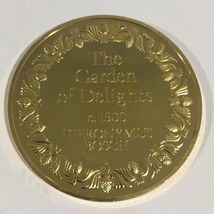 The
Garden
of Delights
c. 1500
HIERONYMUS
BOSCH